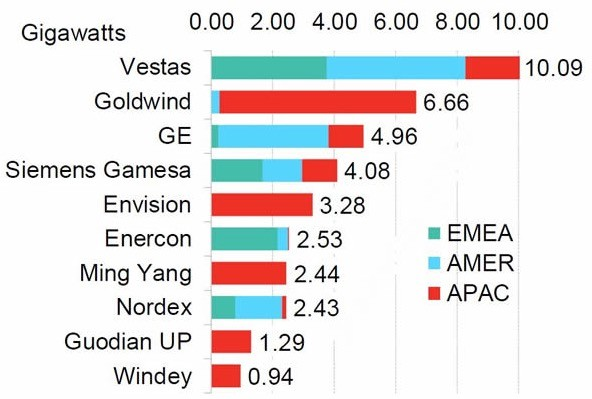 Gigawatts
0.00 2.00 4.00 6.00 8.00 10.00
Vestas 10.09
Goldwind 6.66
GE 4.96
Siemens Gamesa 4.08
Envision 3.28
Enercon 2.53
Ming Yang 2.44
Nordex 2.43
Guodian UP 1.29
Windey 0.94
EMEA
AMER
APAC